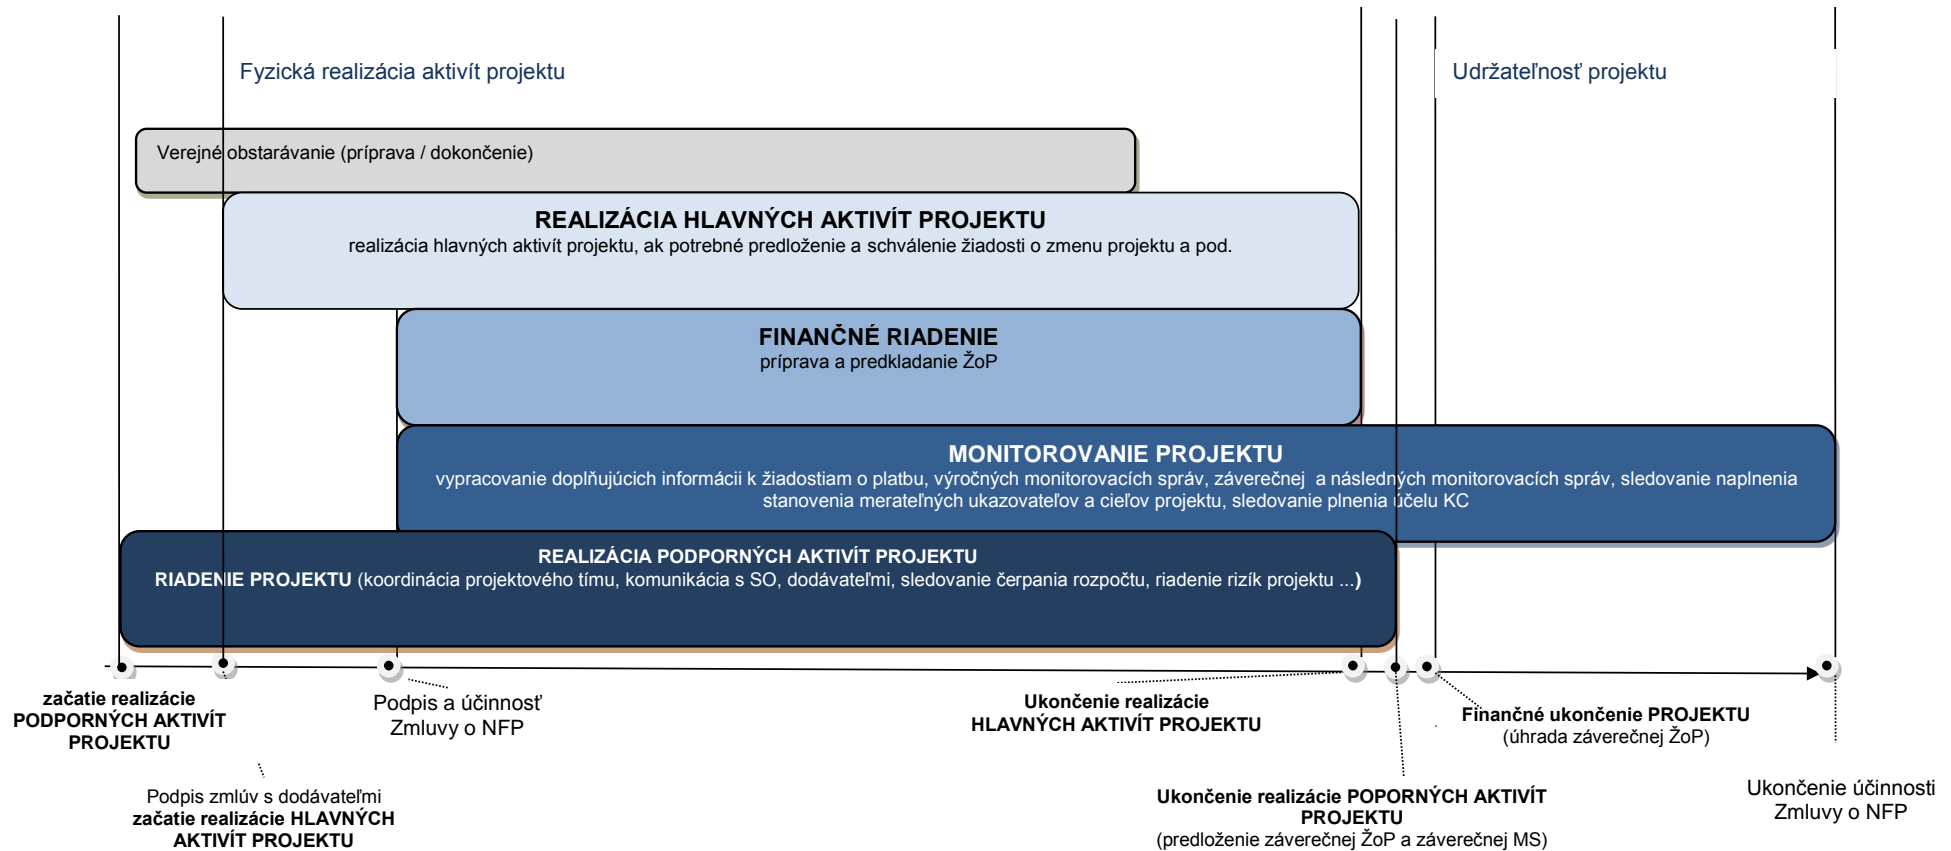 Fyzická realizácia aktivít projektu
Udržateľnosť projektu
Verejné obstarávanie (príprava / dokončenie)
REALIZÁCIA HLAVNÝCH AKTIVÍT PROJEKTU
realizácia hlavných aktivít projektu, ak potrebné predloženie a schválenie žiadosti o zmenu projektu a pod.
FINANČNÉ RIADENIE
príprava a predkladanie ŽoP
MONITOROVANIE PROJEKTU
vypracovanie doplňujúcich informácii k žiadostiam o platbu, výročných monitorovacích správ, záverečnej a následných monitorovacích správ, sledovanie naplnenia
stanovenia merateľných ukazovateľov a cieľov projektu, sledovanie plnenia účelu KC
REALIZÁCIA PODPORNÝCH AKTIVÍT PROJEKTU
RIADENIE PROJEKTU (koordinácia projektového tímu, komunikácia s SO, dodávateľmi, sledovanie čerpania rozpočtu, riadenie rizík projektu ...)
začatie realizácie
PODPORNÝCH AKTIVÍT
PROJEKTU
Podpis a účinnosť
Zmluvy o NFP
Ukončenie realizácie
HLAVNÝCH AKTIVÍT PROJEKTU
Finančné ukončenie PROJEKTU
(úhrada záverečnej ŽoP)
Podpis zmlúv s dodávateľmi
začatie realizácie HLAVNÝCH
AKTIVÍT PROJEKTU
Ukončenie realizácie POPORNÝCH AKTIVÍT
PROJEKTU
(predloženie záverečnej ŽoP a záverečnej MS)
Ukončenie účinnosti
Zmluvy o NFP